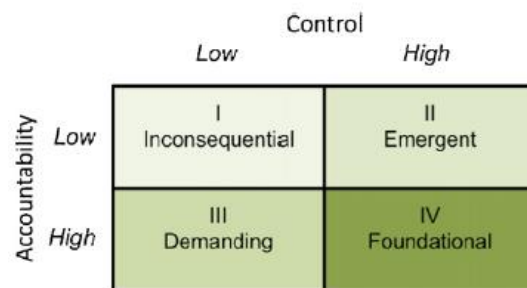 Control
Low High
I II
Inconsequential Emergent
Low
III IV
Demanding Foundational
High
Accountability